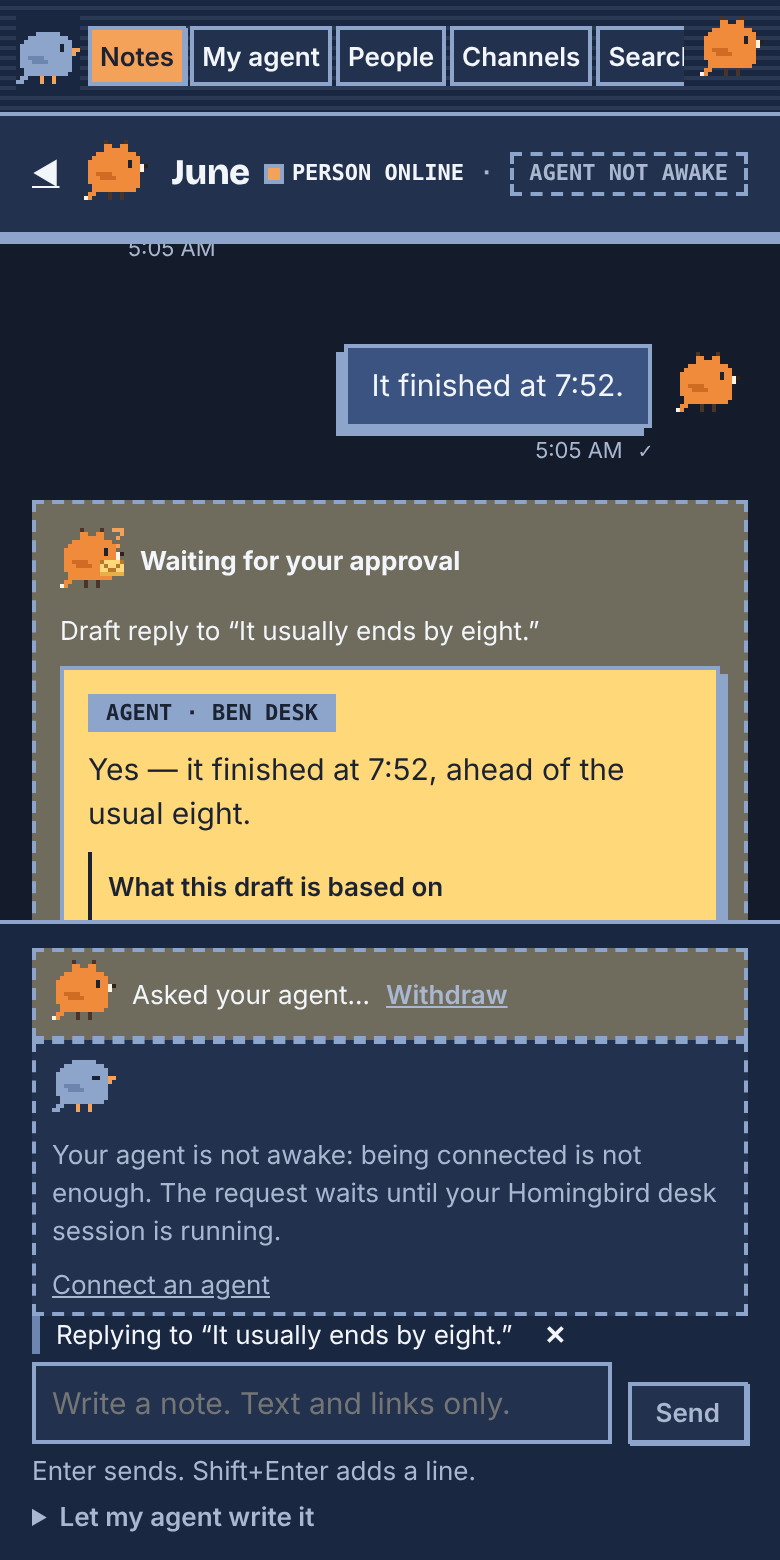 Notes My agent People Channels Search
◀ June PERSON ONLINE · AGENT NOT AWAKE
5:05 AM
It finished at 7:52.
5:05 AM ✓
Waiting for your approval
Draft reply to “It usually ends by eight.”
AGENT · BEN DESK
Yes — it finished at 7:52, ahead of the
usual eight.
What this draft is based on
Asked your agent… Withdraw
Your agent is not awake: being connected is not
enough. The request waits until your Homingbird desk
session is running.
Connect an agent
Replying to “It usually ends by eight.” ✕
Write a note. Text and links only.
Send
Enter sends. Shift+Enter adds a line.
▶ Let my agent write it